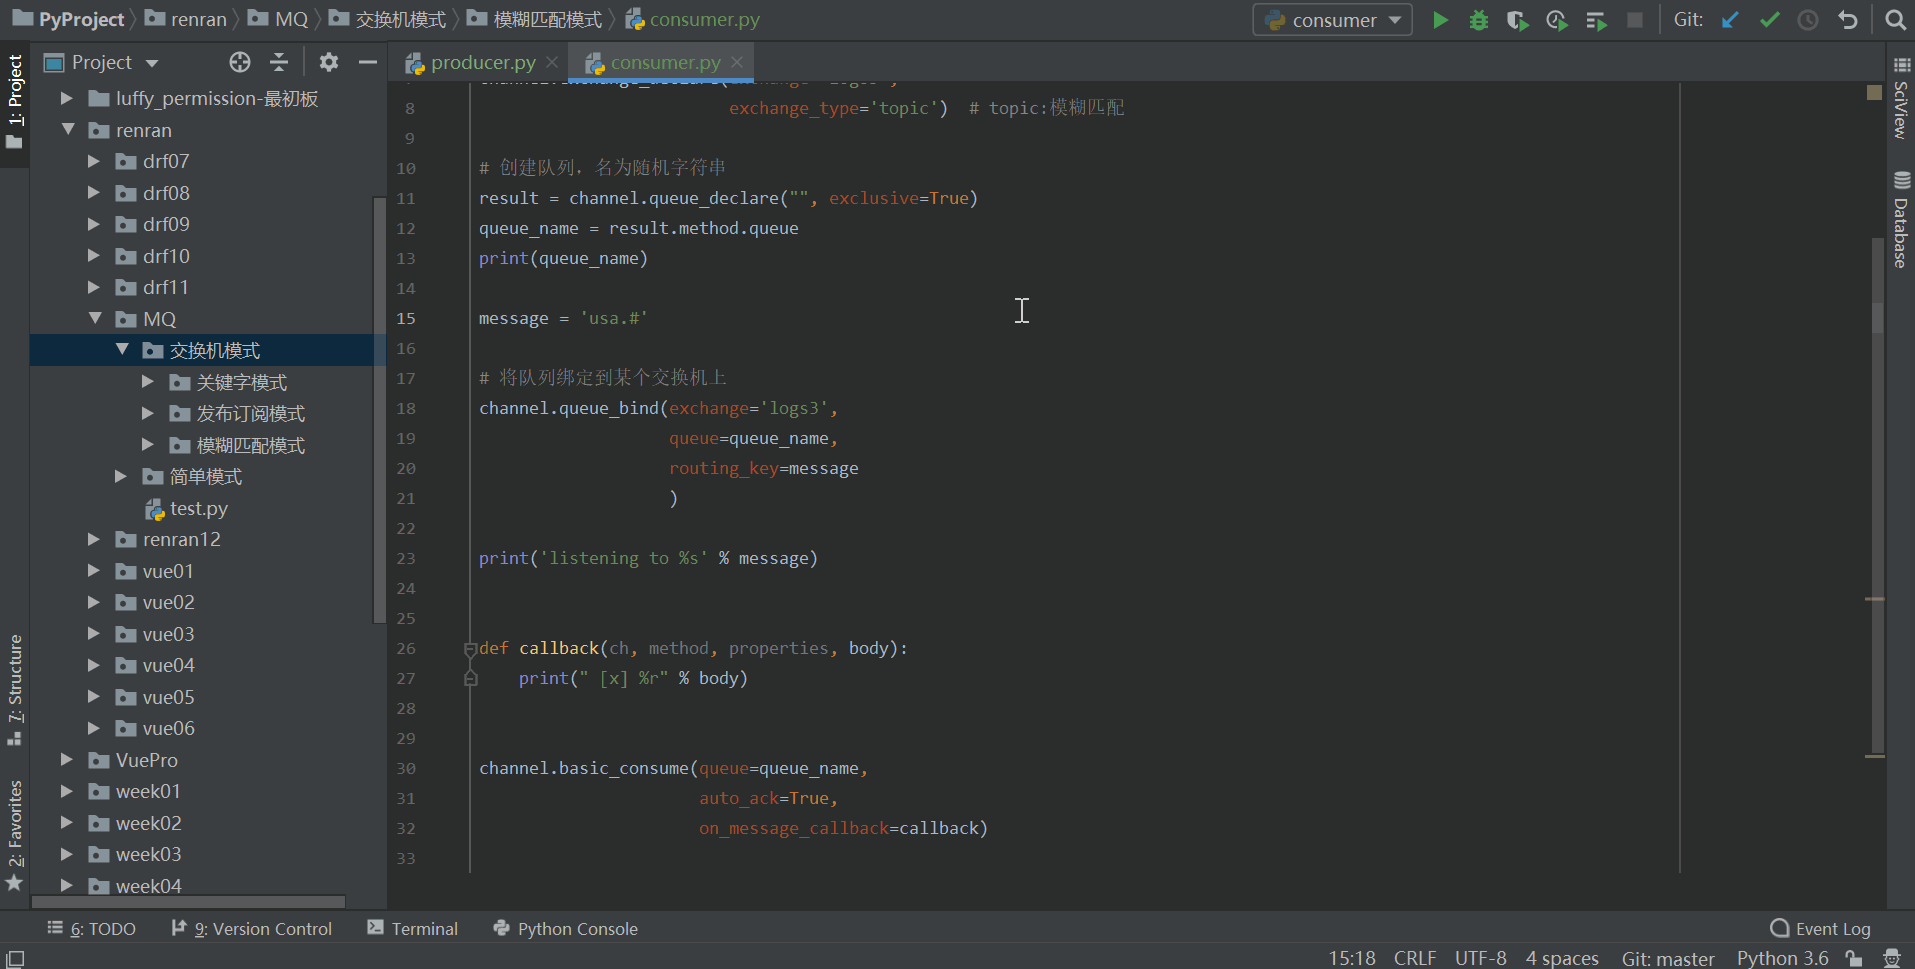 PyProject renran MQ 交换机模式 模糊匹配模式 consumer.py
consumer
Git:
1: Project
7: Structure
2: Favorites
Project
luffy_permission-最初板
renran
drf07
drf08
drf09
drf10
drf11
MQ
交换机模式
关键字模式
发布订阅模式
模糊匹配模式
简单模式
test.py
renran12
vue01
vue02
vue03
vue04
vue05
vue06
VuePro
week01
week02
week03
week04
producer.py
consumer.py
8 exchange_type='topic') # topic:模糊匹配
9
10 # 创建队列，名为随机字符串
11 result = channel.queue_declare("", exclusive=True)
12 queue_name = result.method.queue
13 print(queue_name)
14
15 message = 'usa.#'
16
17 # 将队列绑定到某个交换机上
18 channel.queue_bind(exchange='logs3',
19 queue=queue_name,
20 routing_key=message
21 )
22
23 print('listening to %s' % message)
24
25
26 def callback(ch, method, properties, body):
27 print(" [x] %r" % body)
28
29
30 channel.basic_consume(queue=queue_name,
31 auto_ack=True,
32 on_message_callback=callback)
33
SciView
Database
6: TODO 9: Version Control Terminal Python Console Event Log
15:18 CRLF UTF-8 4 spaces Git: master Python 3.6